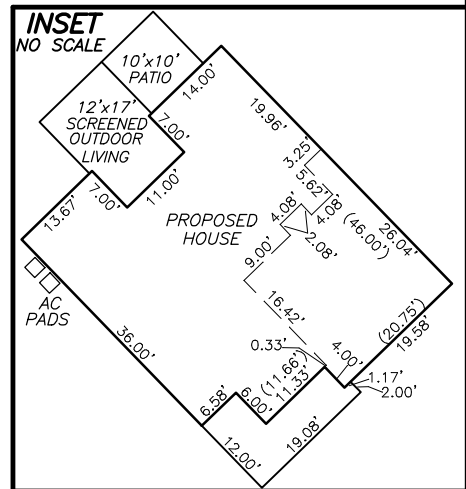 INSET
NO SCALE
10'x10'
PATIO
14.00'
12'x17'
SCREENED
OUTDOOR
LIVING
7.00'
19.96'
3.25'
5.62'
7.00'
11.00'
13.67'
PROPOSED
HOUSE
4.08'
4.08'
2.08'
(46.00')
26.04'
9.00'
AC
PADS
16.42'
36.00'
0.33'
4.00'
(20.75')
19.58'
1.17'
2.00'
(11.66')
11.33'
6.58'
6.00'
12.00'
19.08'